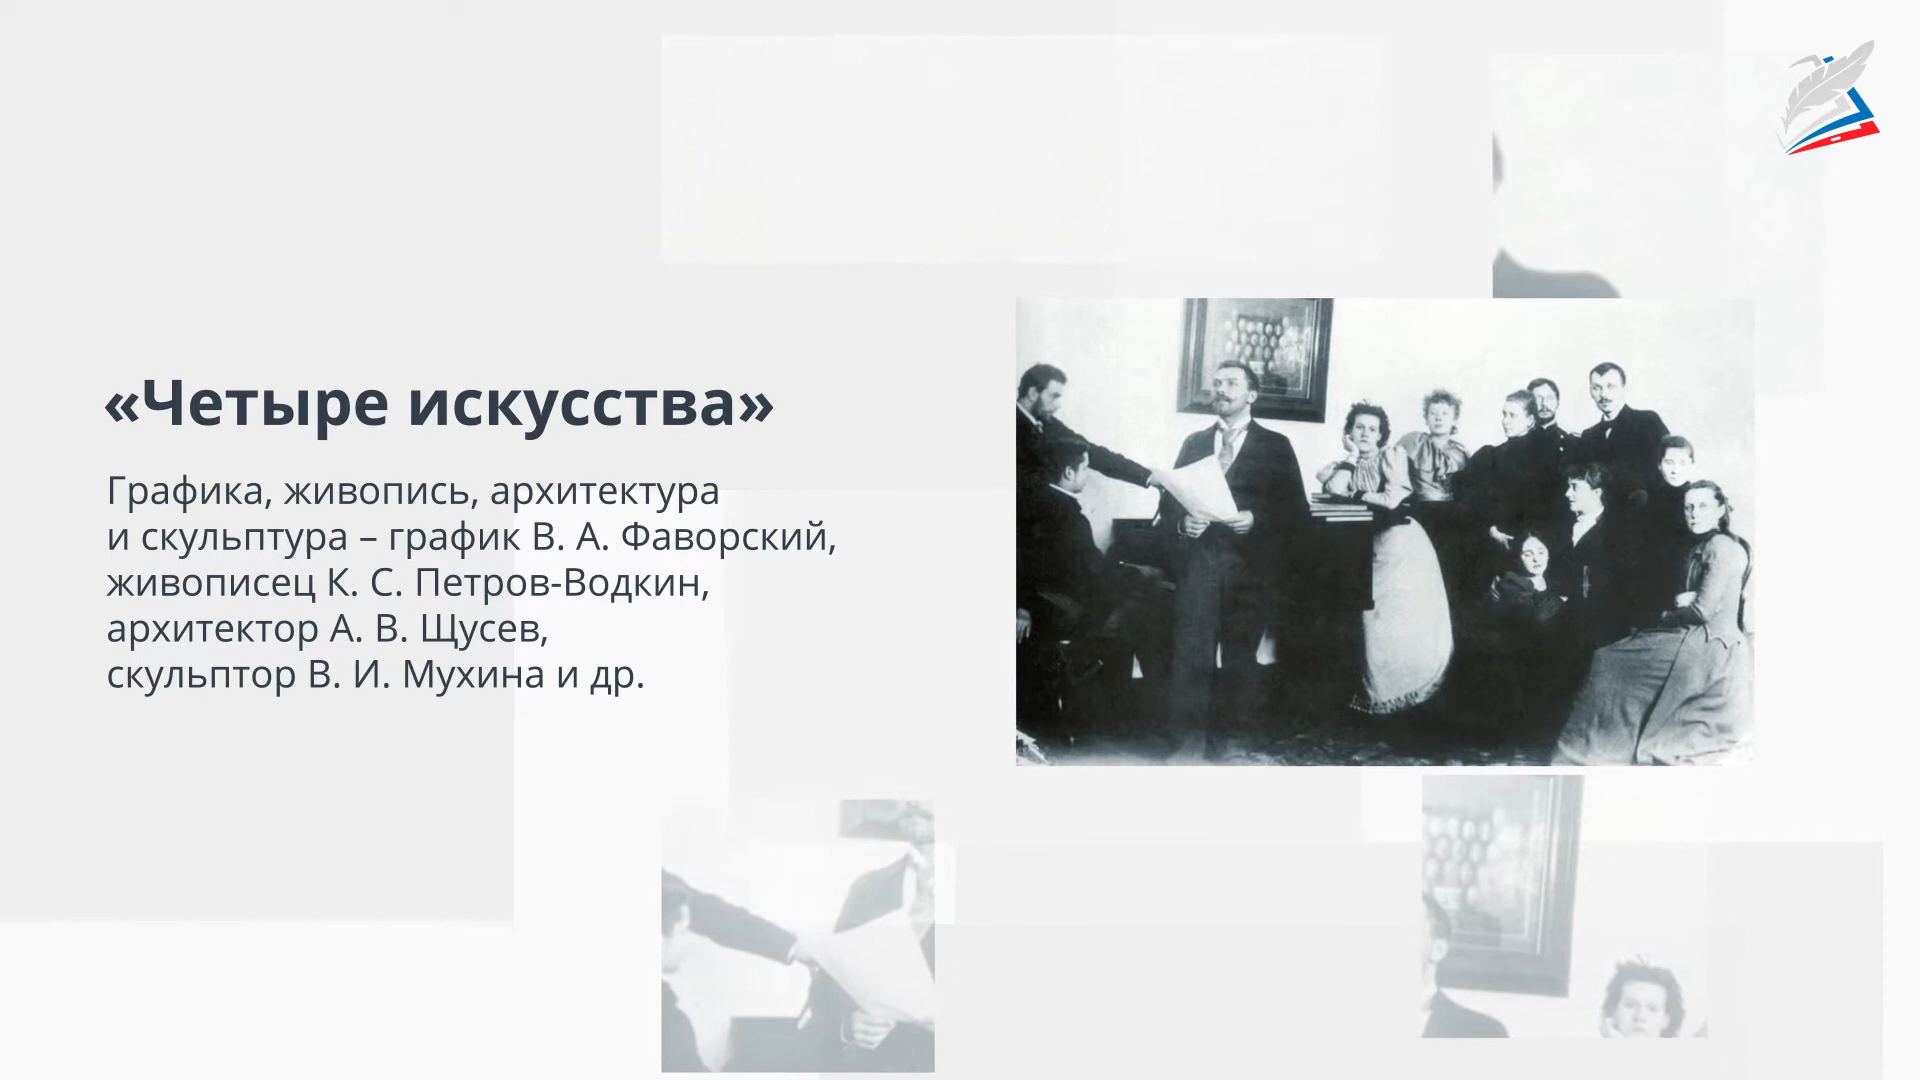 «Четыре искусства»
Графика, живопись, архитектура
и скульптура – график В. А. Фаворский,
живописец К. С. Петров-Водкин,
архитектор А. В. Щусев,
скульптор В. И. Мухина и др.